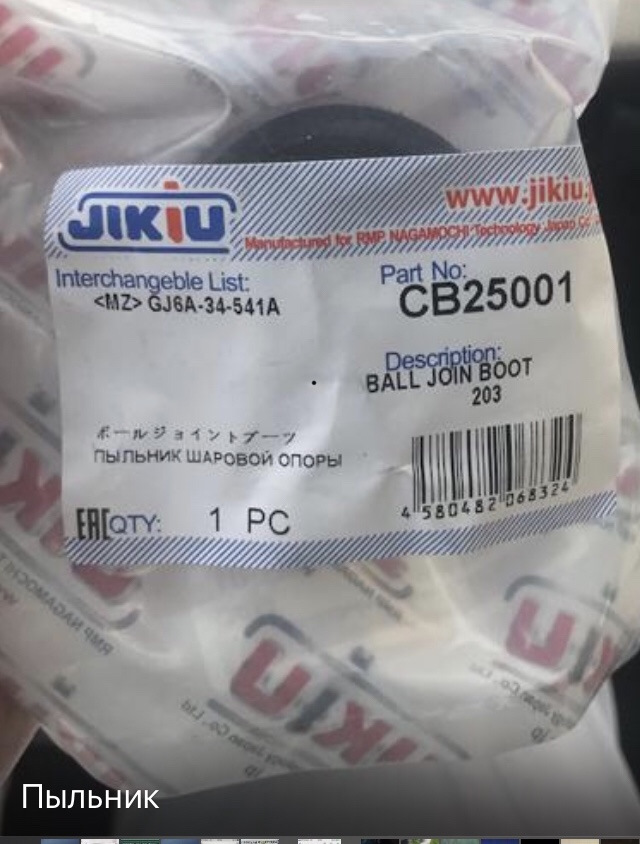 JIKIU
www.jikiu.j
Manufactured for RMP NAGAMOCHI Technology Japan Co
Interchangeble List:
<MZ> GJ6A-34-541A
Part No:
CB25001
Description:
BALL JOIN BOOT
203
ボールジョイントブーツ
ПЫЛЬНИК ШАРОВОЙ ОПОРЫ
4 580482 068324
EAC QTY: 1 PC
Пыльник